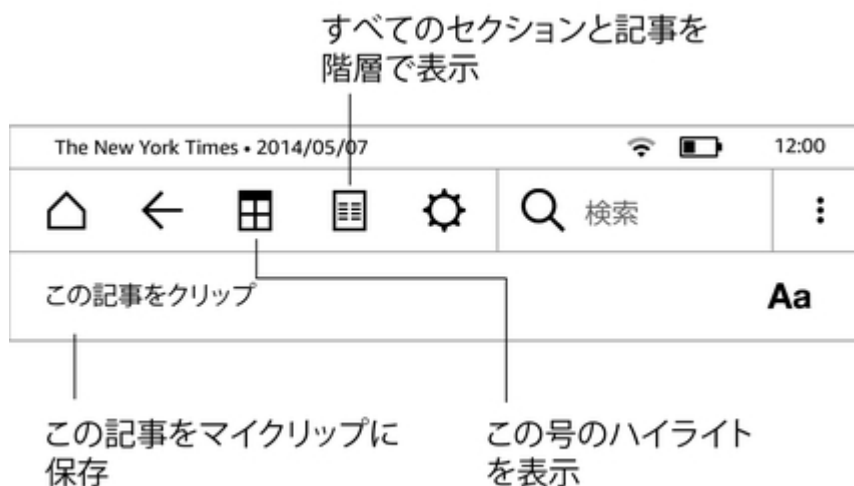 すべてのセクションと記事を
階層で表示
The New York Times • 2014/05/07
12:00
検索
この記事をクリップ
Aa
この記事をマイクリップに
保存
この号のハイライト
を表示